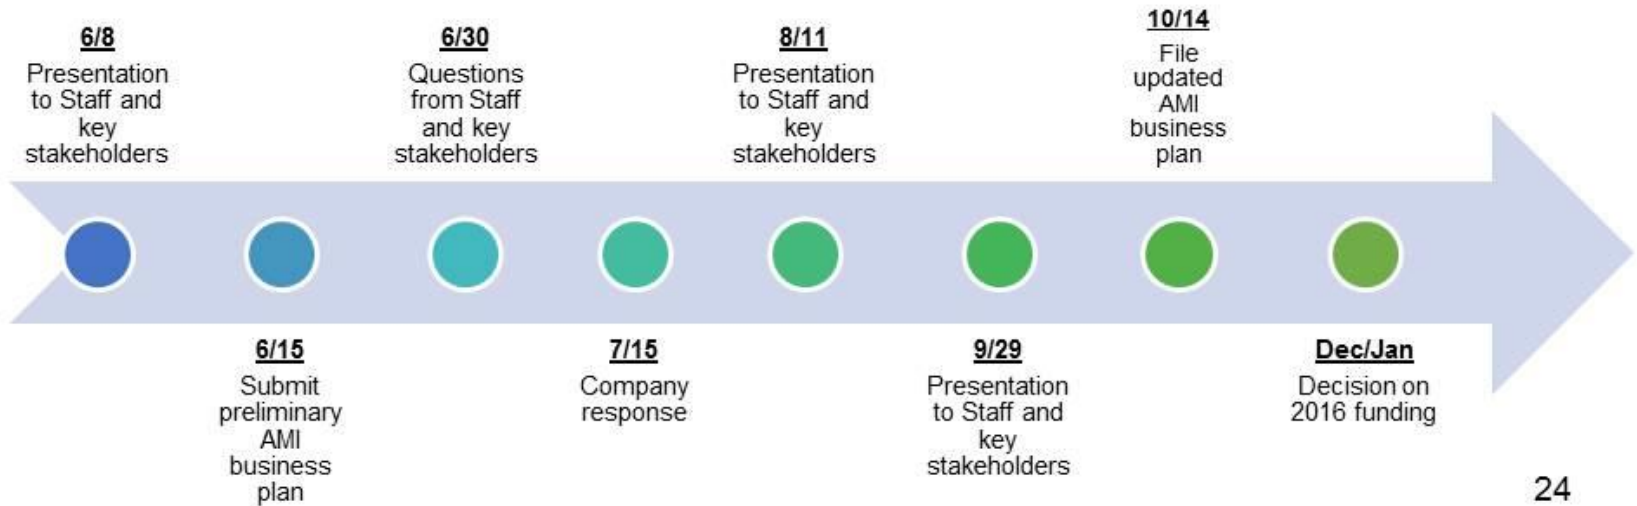 6/8
Presentation
to Staff and
key
stakeholders
6/30
Questions
from Staff
and key
stakeholders
8/11
Presentation
to Staff and
key
stakeholders
10/14
File
updated
AMI
business
plan
6/15
Submit
preliminary
AMI
business
plan
7/15
Company
response
9/29
Presentation
to Staff and
key
stakeholders
Dec/Jan
Decision on
2016 funding
24